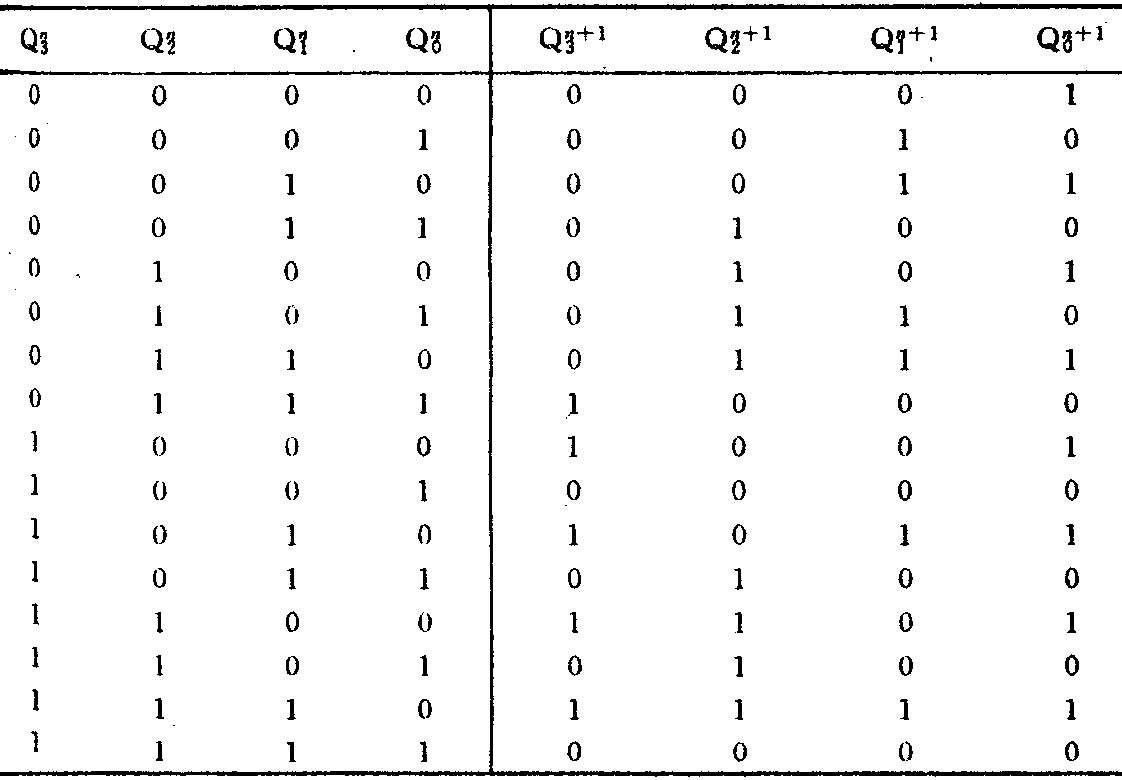 Q₃ⁿ Q₂ⁿ Q₁ⁿ Q₀ⁿ Q₃ⁿ⁺¹ Q₂ⁿ⁺¹ Q₁ⁿ⁺¹ Q₀ⁿ⁺¹
0 0 0 0 0 0 0 1
0 0 0 1 0 0 1 0
0 0 1 0 0 0 1 1
0 0 1 1 0 1 0 0
0 1 0 0 0 1 0 1
0 1 0 1 0 1 1 0
0 1 1 0 0 1 1 1
0 1 1 1 1 0 0 0
1 0 0 0 1 0 0 1
1 0 0 1 0 0 0 0
1 0 1 0 1 0 1 1
1 0 1 1 0 1 0 0
1 1 0 0 1 1 0 1
1 1 0 1 0 1 0 0
1 1 1 0 1 1 1 1
1 1 1 1 0 0 0 0